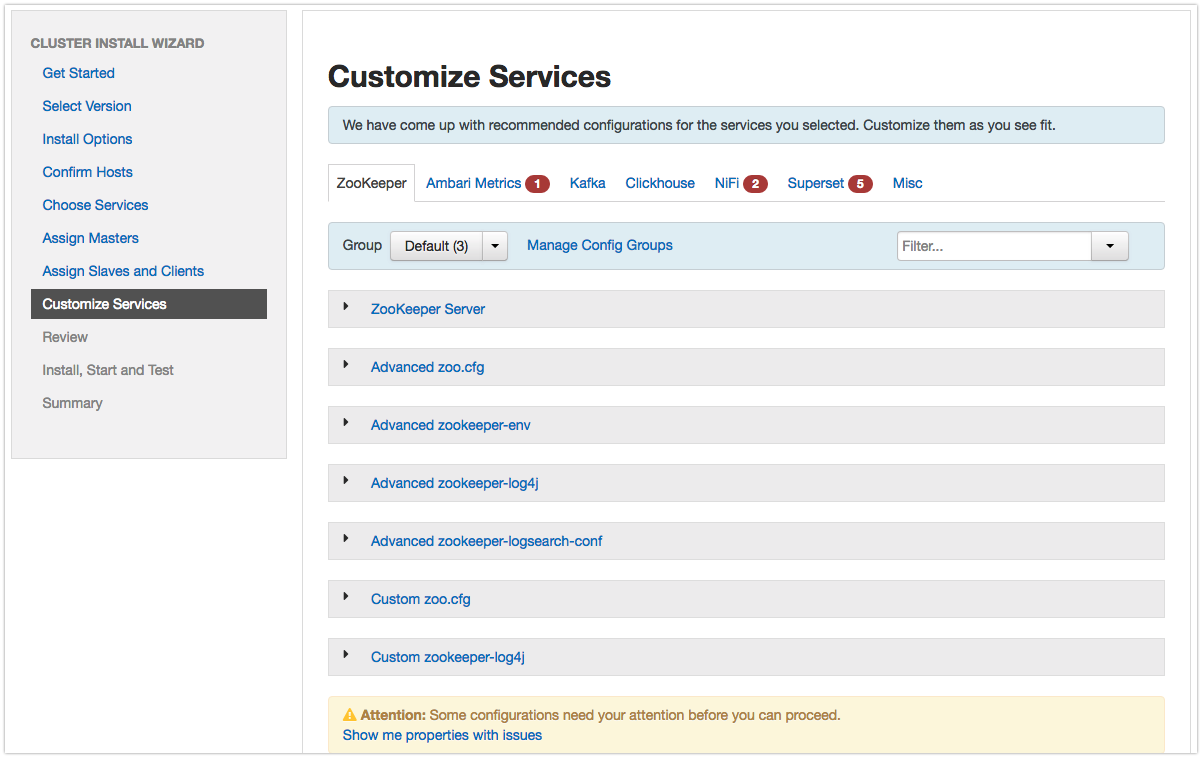 CLUSTER INSTALL WIZARD
Get Started
Select Version
Install Options
Confirm Hosts
Choose Services
Assign Masters
Assign Slaves and Clients
Customize Services
Review
Install, Start and Test
Summary
Customize Services
We have come up with recommended configurations for the services you selected. Customize them as you see fit.
ZooKeeper Ambari Metrics 1 Kafka Clickhouse NiFi 2 Superset 5 Misc
Group Default (3) Manage Config Groups Filter...
ZooKeeper Server
Advanced zoo.cfg
Advanced zookeeper-env
Advanced zookeeper-log4j
Advanced zookeeper-logsearch-conf
Custom zoo.cfg
Custom zookeeper-log4j
Attention: Some configurations need your attention before you can proceed.
Show me properties with issues